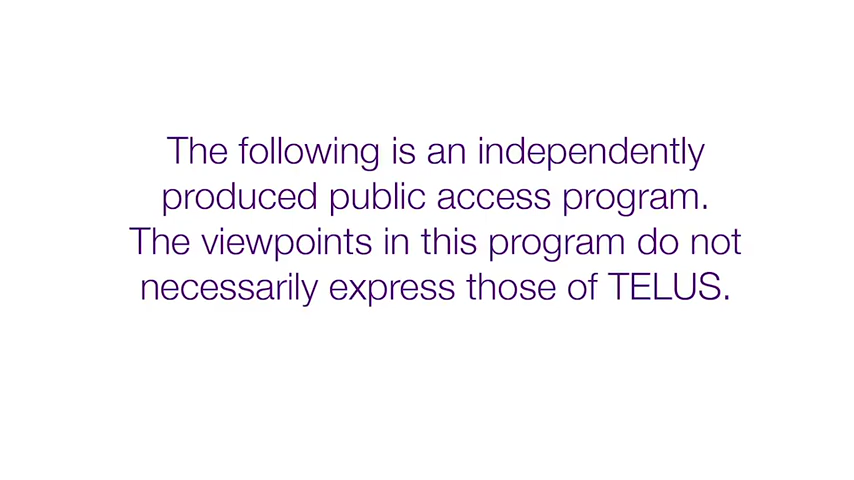 The following is an independently
produced public access program.
The viewpoints in this program do not
necessarily express those of TELUS.